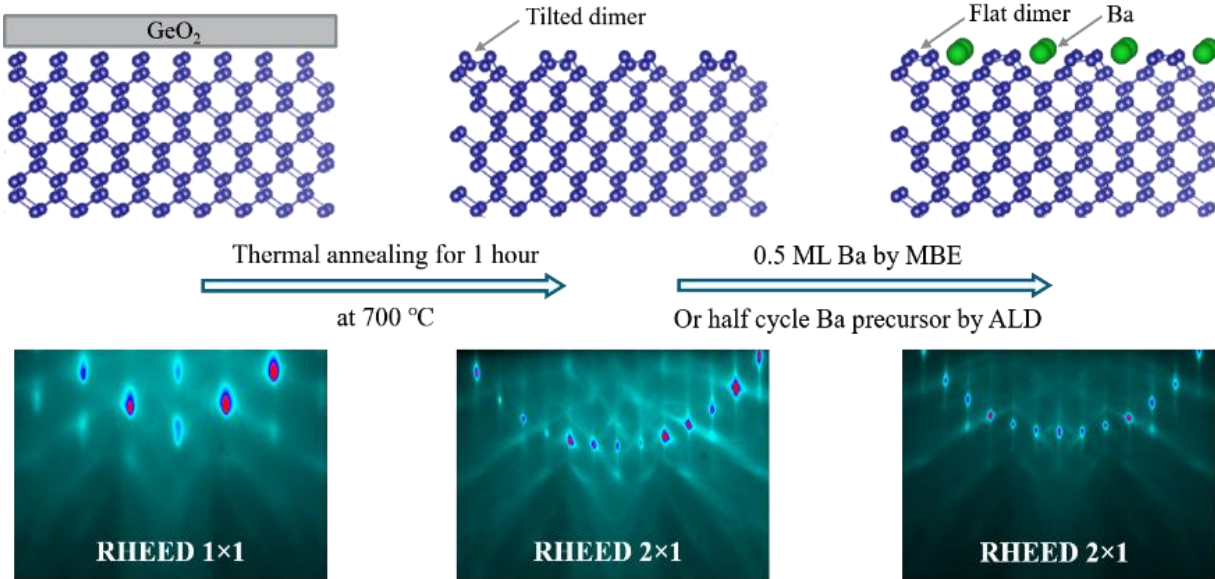 GeO₂
Tilted dimer
Flat dimer
Ba
Thermal annealing for 1 hour
at 700 °C
0.5 ML Ba by MBE
Or half cycle Ba precursor by ALD
RHEED 1×1
RHEED 2×1
RHEED 2×1